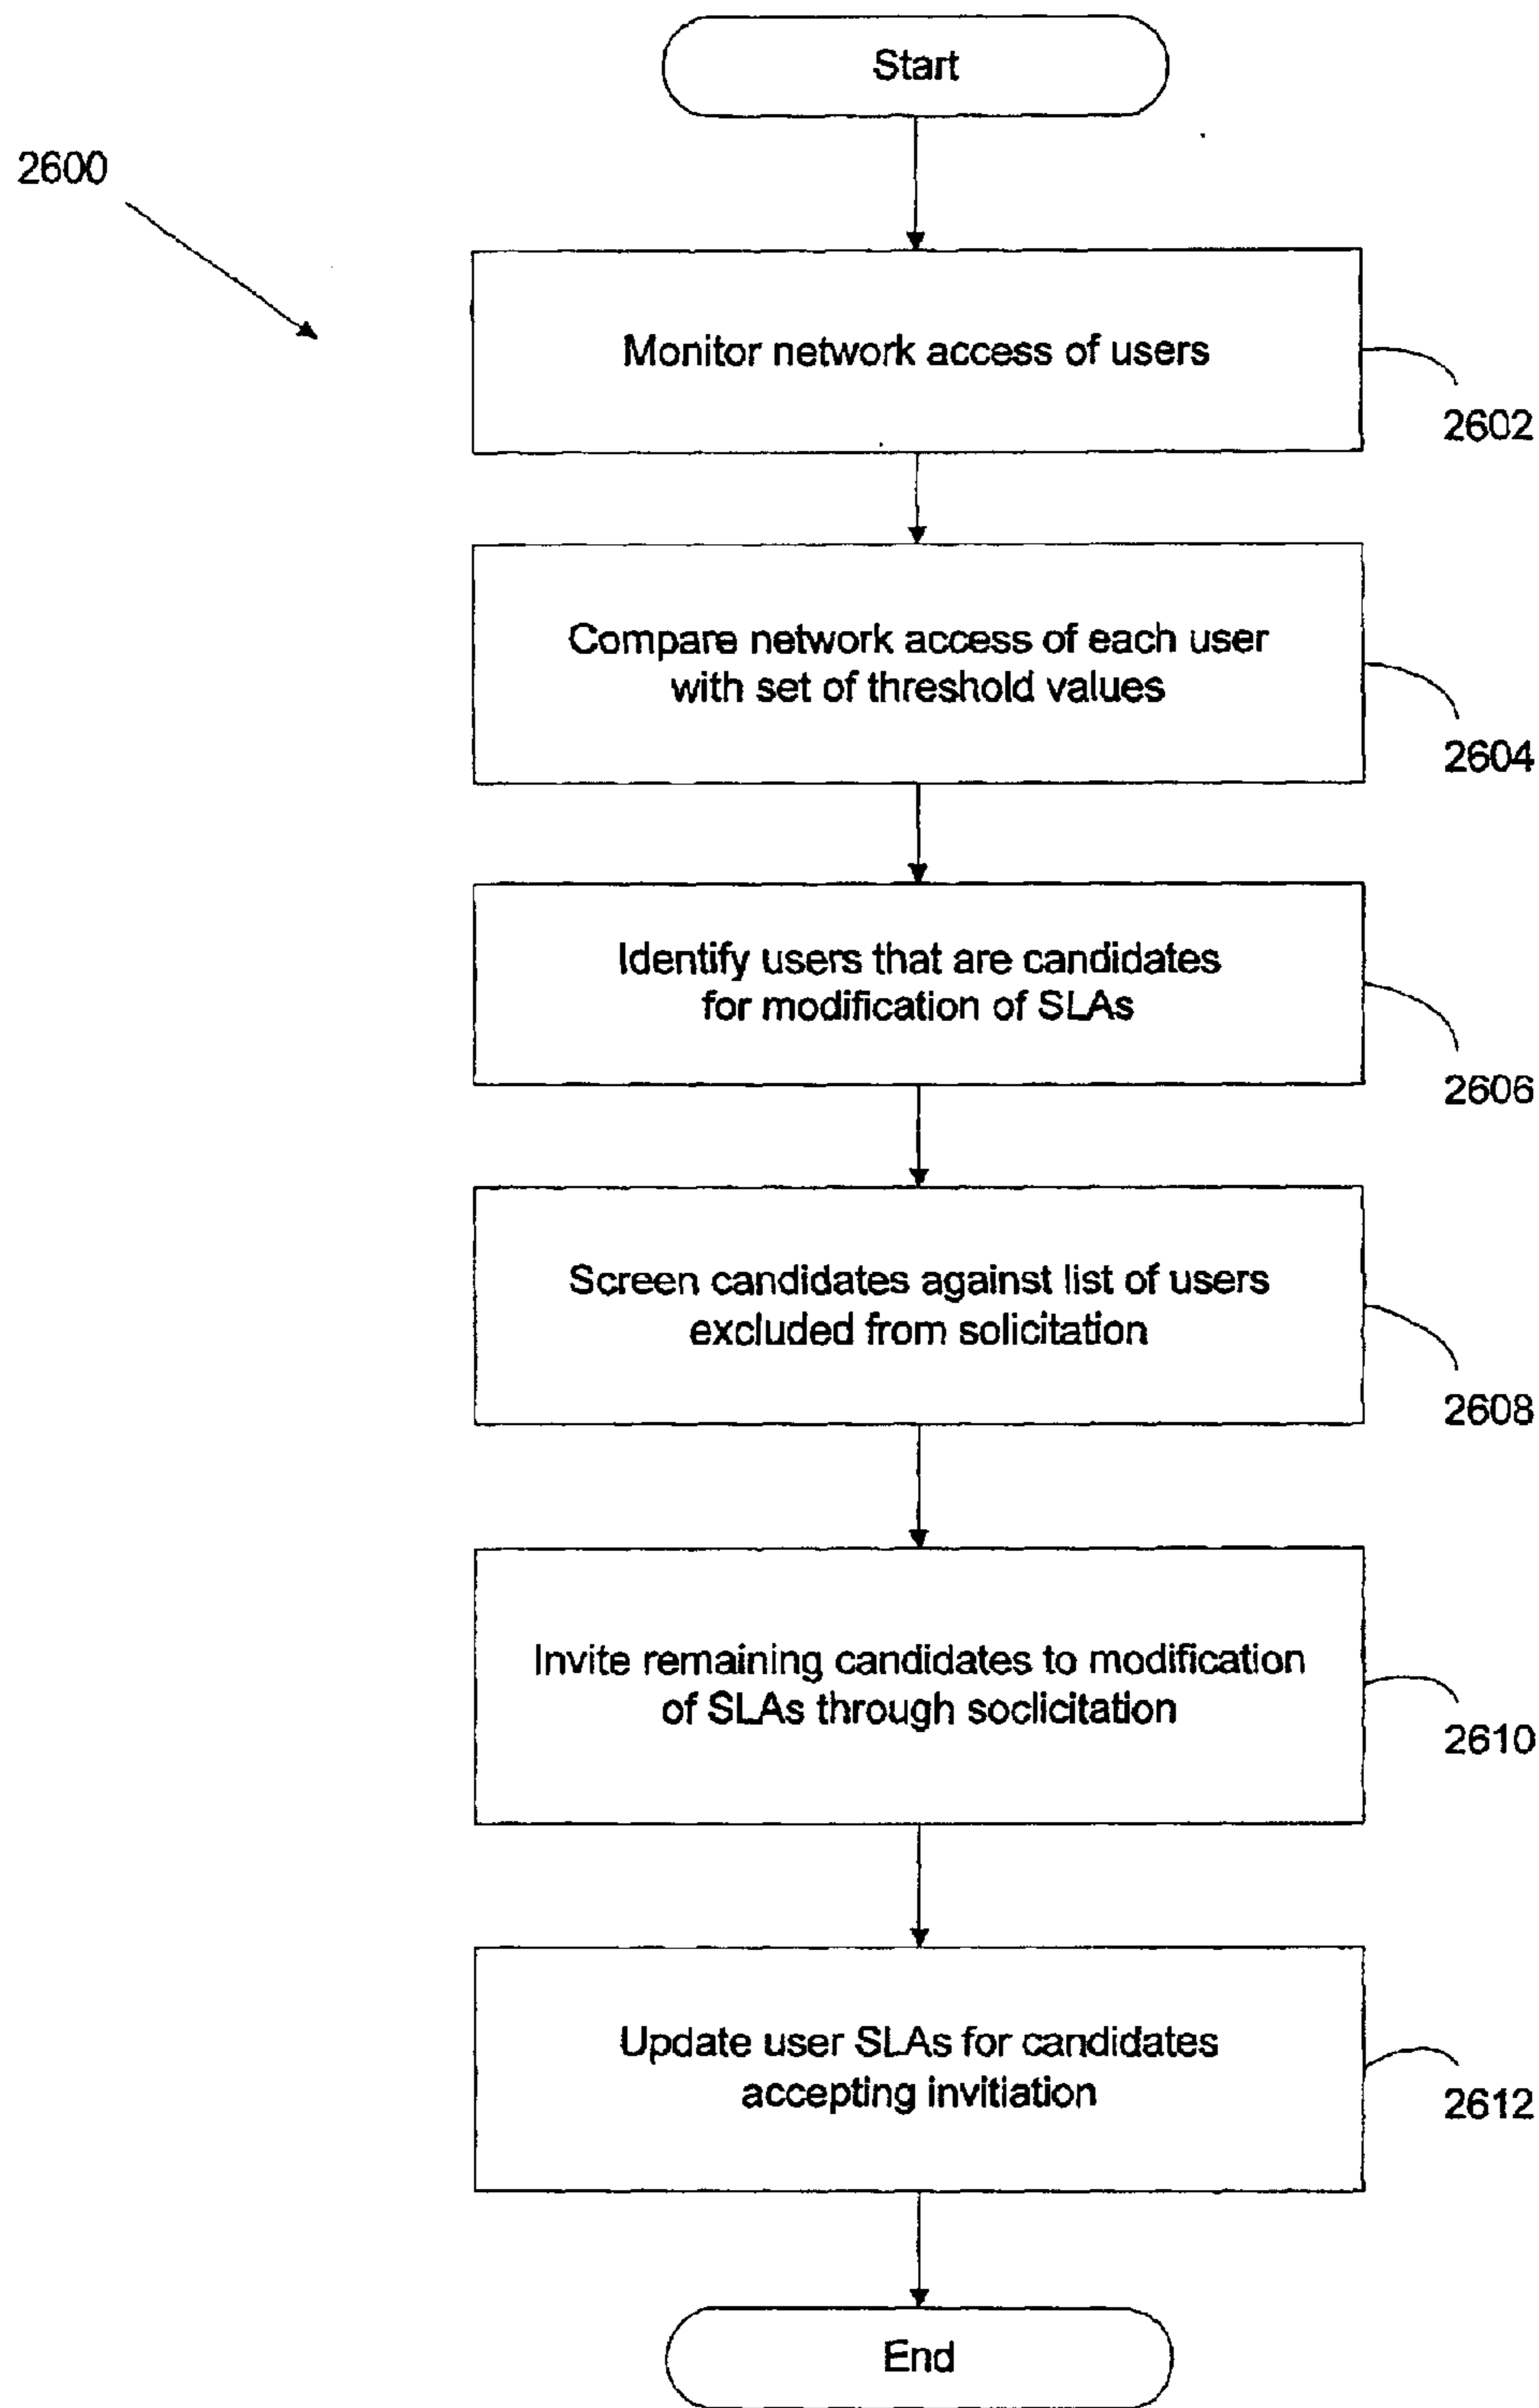 Start
2600
Monitor network access of users
2602
Compare network access of each user
with set of threshold values
2604
Identify users that are candidates
for modification of SLAs
2606
Screen candidates against list of users
excluded from solicitation
2608
Invite remaining candidates to modification
of SLAs through soclicitation
2610
Update user SLAs for candidates
accepting invitiation
2612
End